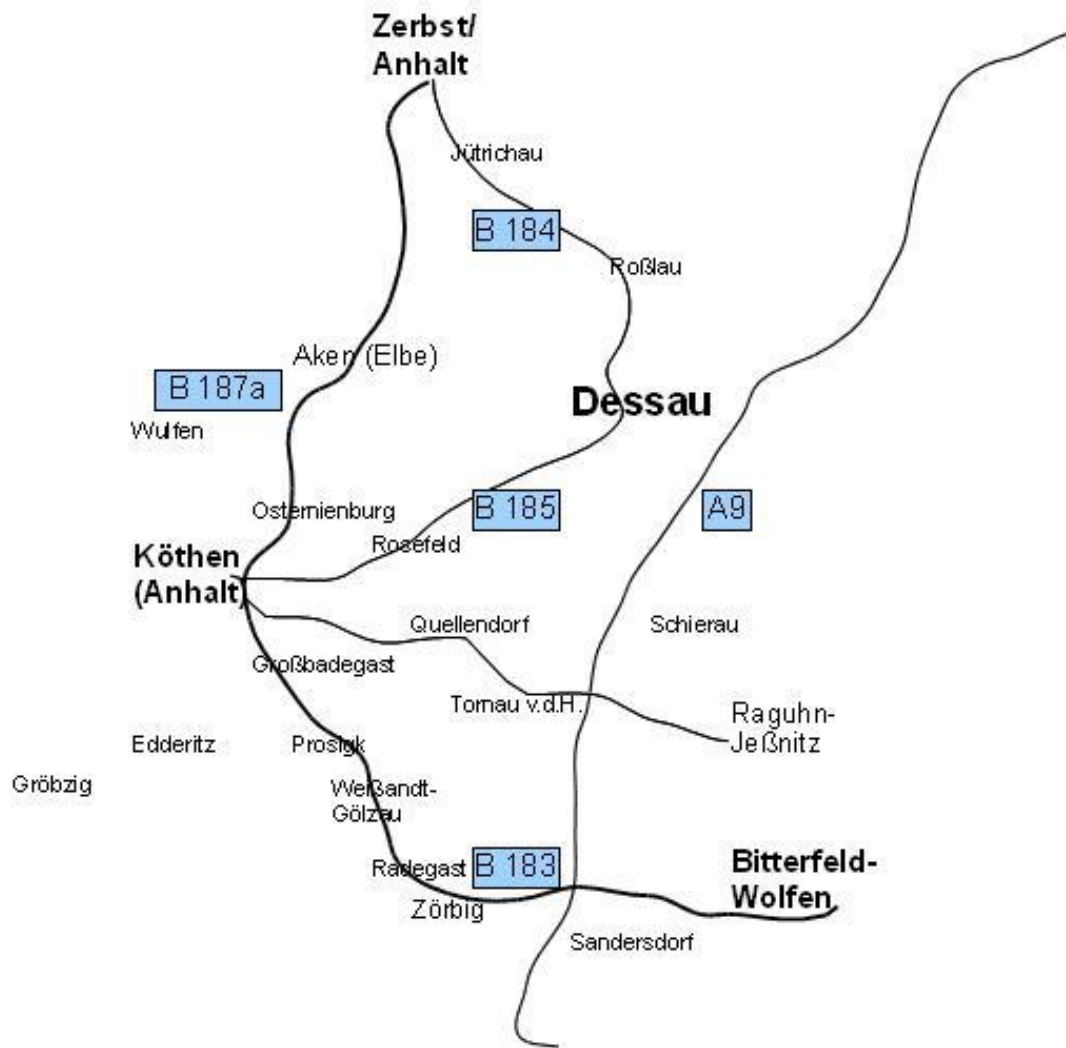 Zerbst/
Anhalt
Jütrichau
B 184
Roßlau
Aken (Elbe)
B 187a
Dessau
Wulfen
Osternienburg
B 185
A9
Rosefeld
Köthen
(Anhalt)
Quellendorf
Schierau
Großbadegast
Tornau v.d.H.
Raguhn-
Jeßnitz
Edderitz
Prosigk
Gröbzig
Weißandt-
Gölzau
Radegast
B 183
Bitterfeld-
Wolfen
Zörbig
Sandersdorf